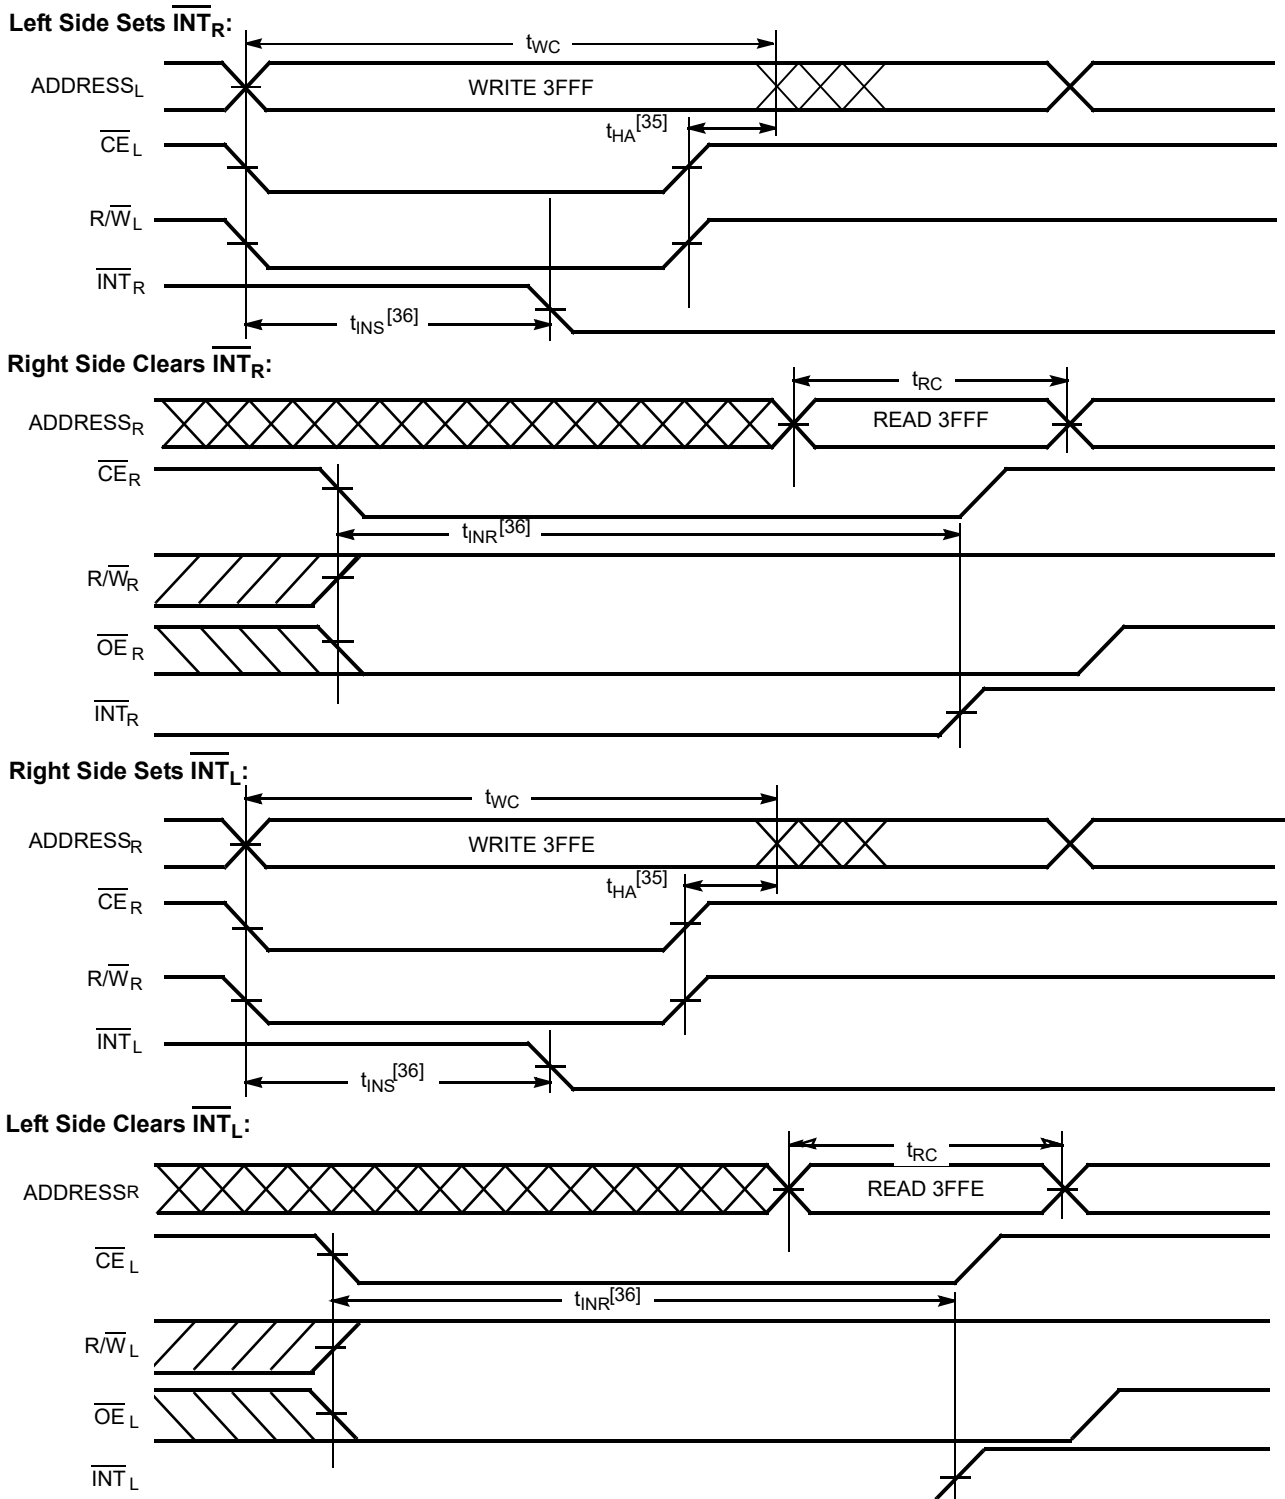 Left Side Sets INTR:
tWC
ADDRESSL
WRITE 3FFF
tHA[35]
CEL
R/WL
INTR
tINS[36]
Right Side Clears INTR:
tRC
ADDRESSR
READ 3FFF
CER
tINR[36]
R/WR
OER
INTR
Right Side Sets INTL:
tWC
ADDRESSR
WRITE 3FFE
tHA[35]
CER
R/WR
INTL
tINS[36]
Left Side Clears INTL:
tRC
ADDRESSR
READ 3FFE
CEL
tINR[36]
R/WL
OEL
INTL